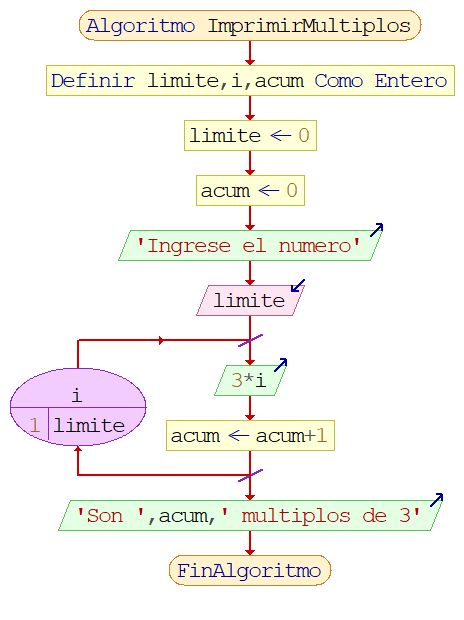 Algoritmo ImprimirMultiplos
Definir limite,i,acum Como Entero
limite ← 0
acum ← 0
'Ingrese el numero'
limite
3*i
i
1 limite
acum ← acum+1
'Son ',acum,' multiplos de 3'
FinAlgoritmo